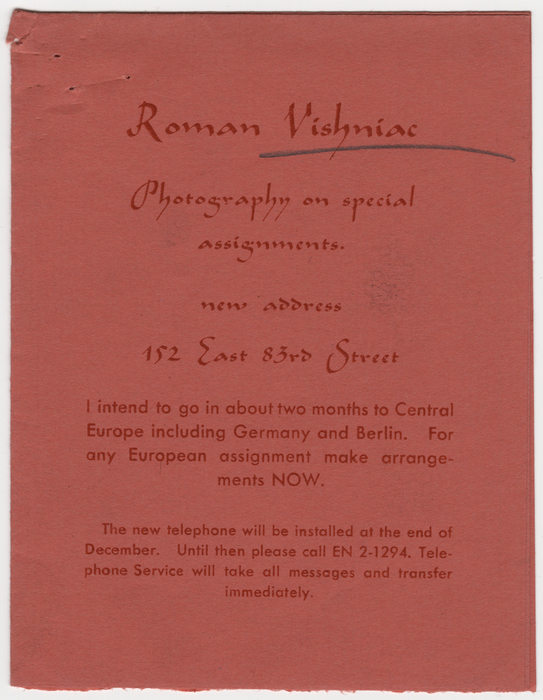 Roman Vishniac
Photography on special
assignments.
new address
152 East 83rd Street
I intend to go in about two months to Central
Europe including Germany and Berlin. For
any European assignment make arrange-
ments NOW.
The new telephone will be installed at the end of
December. Until then please call EN 2-1294. Tele-
phone Service will take all messages and transfer
immediately.